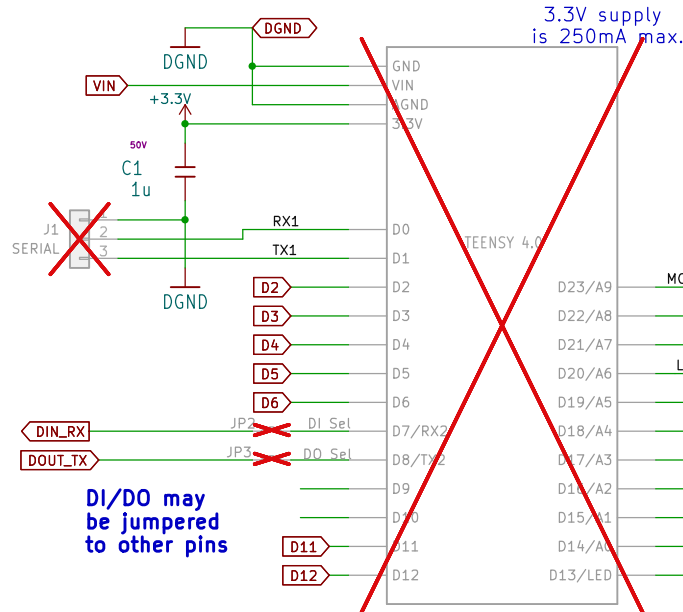 3.3V supply
is 250mA max.
DGND
DGND
GND
VIN
VIN
+3.3V
AGND
3.3V
50V
C1
1u
J1
SERIAL
1
2
3
RX1
TX1
D0
D1
TEENSY 4.0
DGND
D2
D2
D23/A9
MO
D3
D3
D22/A8
D4
D4
D21/A7
D5
D5
D20/A6
L
D6
D6
D19/A5
DIN_RX
JP2
DI Sel
D7/RX2
D18/A4
DOUT_TX
JP3
DO Sel
D8/TX2
D17/A3
DI/DO may
be jumpered
to other pins
D9
D16/A2
D10
D15/A1
D11
D11
D14/A0
D12
D12
D13/LED